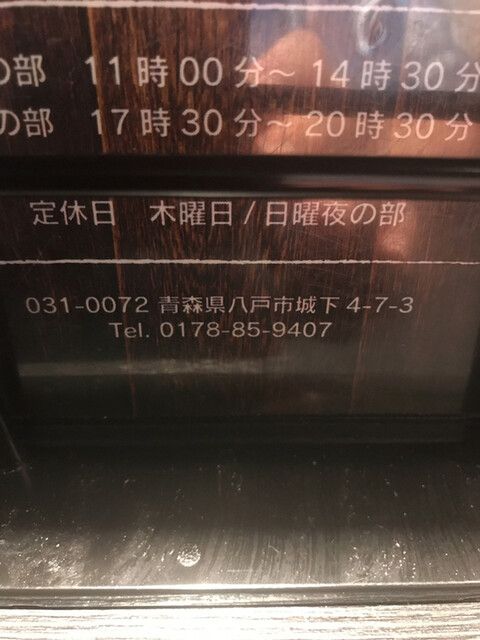 の部 11時00分～14時30分
の部 17時30分～20時30分
定休日 木曜日/日曜夜の部
031-0072 青森県八戸市城下4-7-3
Tel. 0178-85-9407